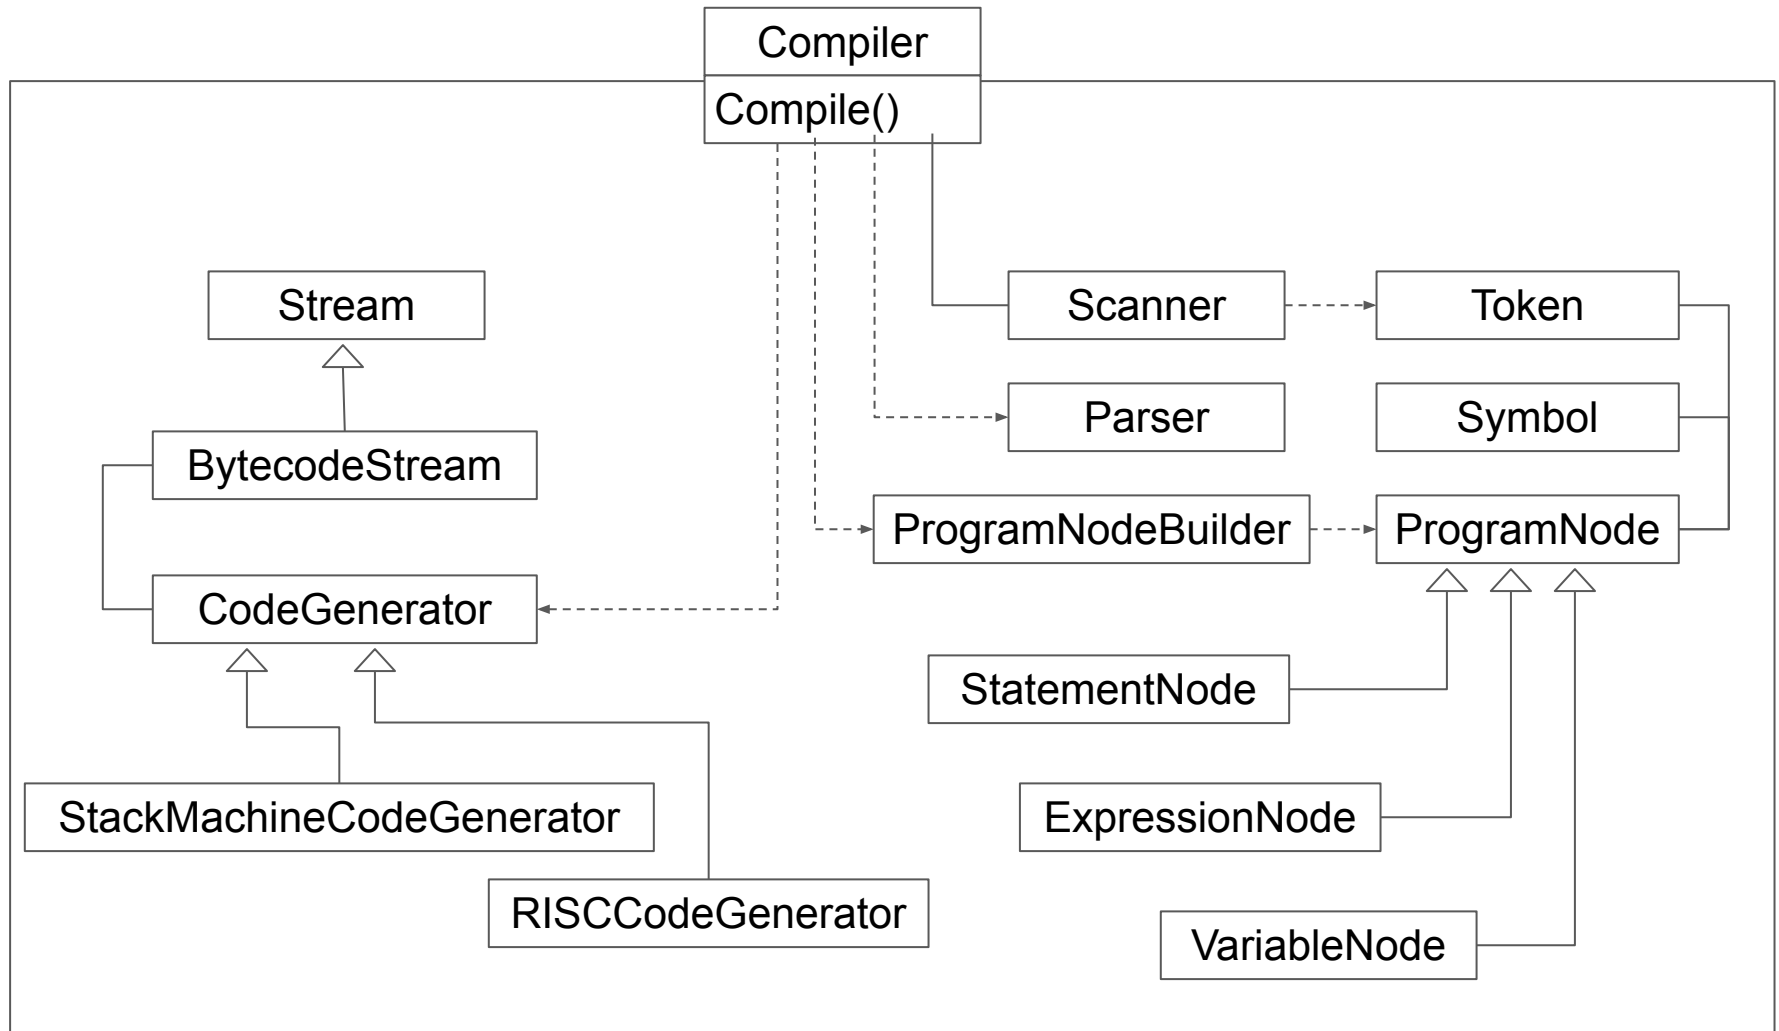 Compiler
Compile()
Stream
Scanner
Token
Parser
Symbol
BytecodeStream
ProgramNodeBuilder
ProgramNode
CodeGenerator
StatementNode
StackMachineCodeGenerator
ExpressionNode
RISCCodeGenerator
VariableNode